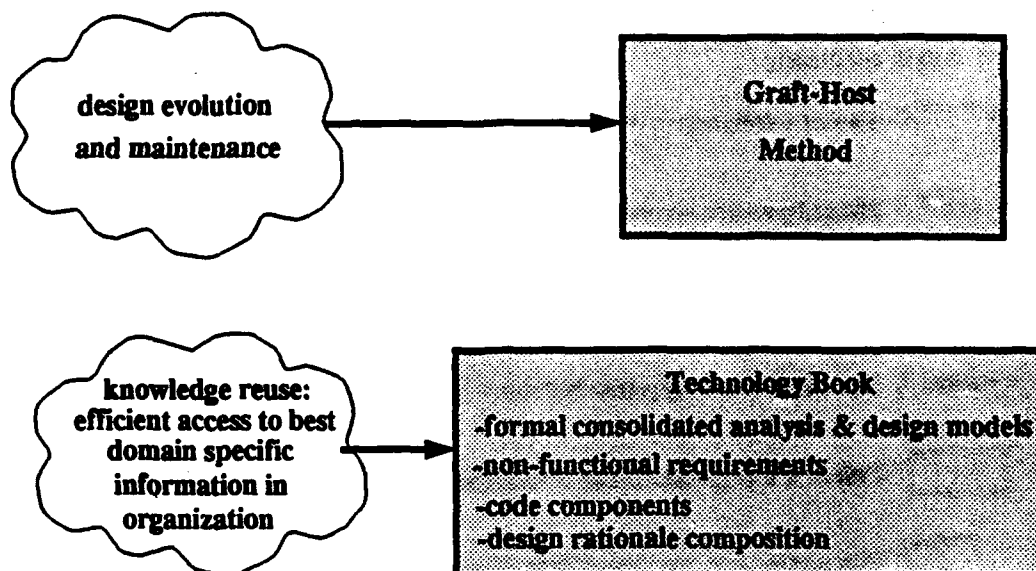 design evolution
and maintenance
Graft-Host
Method
knowledge reuse:
efficient access to best
domain specific
information in
organization
Technology Book
-formal consolidated analysis & design models
-non-functional requirements
-code components
-design rationale composition